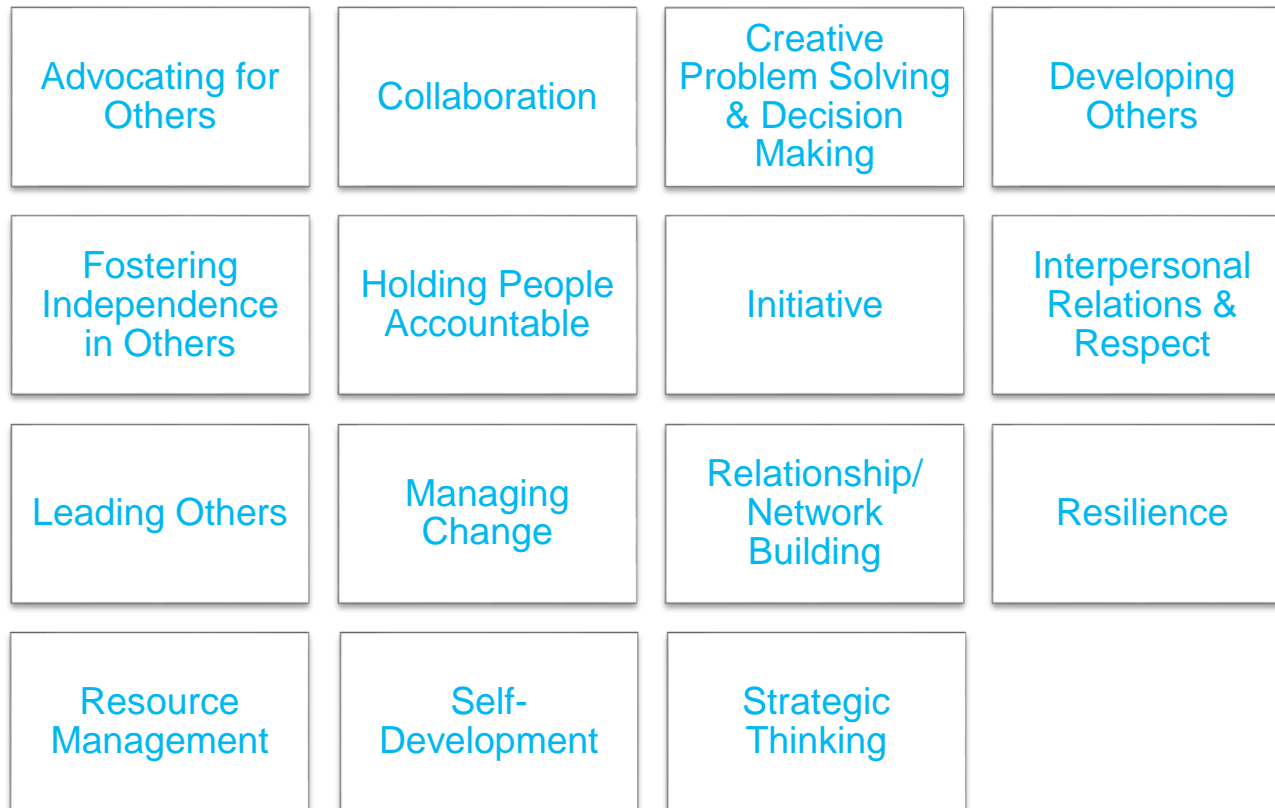 Advocating for
Others
Collaboration
Creative
Problem Solving
& Decision
Making
Developing
Others
Fostering
Independence
in Others
Holding People
Accountable
Initiative
Interpersonal
Relations &
Respect
Leading Others
Managing
Change
Relationship/
Network
Building
Resilience
Resource
Management
Self-
Development
Strategic
Thinking